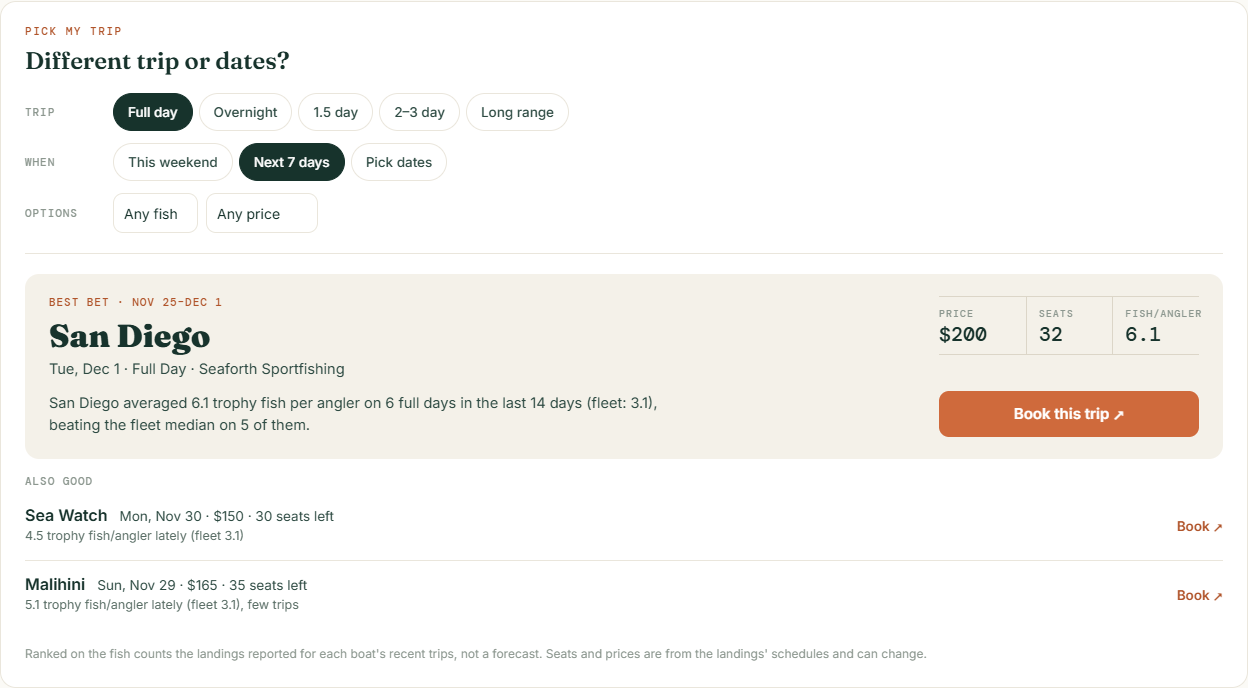 PICK MY TRIP
Different trip or dates?
TRIP Full day Overnight 1.5 day 2–3 day Long range
WHEN This weekend Next 7 days Pick dates
OPTIONS Any fish Any price
BEST BET · NOV 25–DEC 1
San Diego
Tue, Dec 1 · Full Day · Seaforth Sportfishing
San Diego averaged 6.1 trophy fish per angler on 6 full days in the last 14 days (fleet: 3.1),
beating the fleet median on 5 of them.
PRICE SEATS FISH/ANGLER
$200 32 6.1
Book this trip ↗
ALSO GOOD
Sea Watch Mon, Nov 30 · $150 · 30 seats left
4.5 trophy fish/angler lately (fleet 3.1)
Book ↗
Malihini Sun, Nov 29 · $165 · 35 seats left
5.1 trophy fish/angler lately (fleet 3.1), few trips
Book ↗
Ranked on the fish counts the landings reported for each boat's recent trips, not a forecast. Seats and prices are from the landings' schedules and can change.